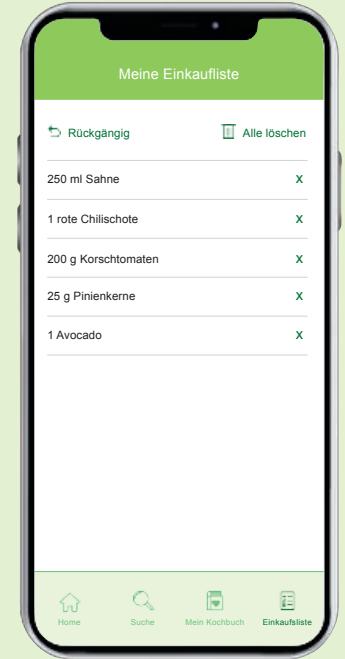 Meine Einkaufliste
Rückgängig Alle löschen
250 ml Sahne X
1 rote Chilischote X
200 g Korschtomaten X
25 g Pinienkerne X
1 Avocado X
Home Suche Mein Kochbuch Einkaufsliste